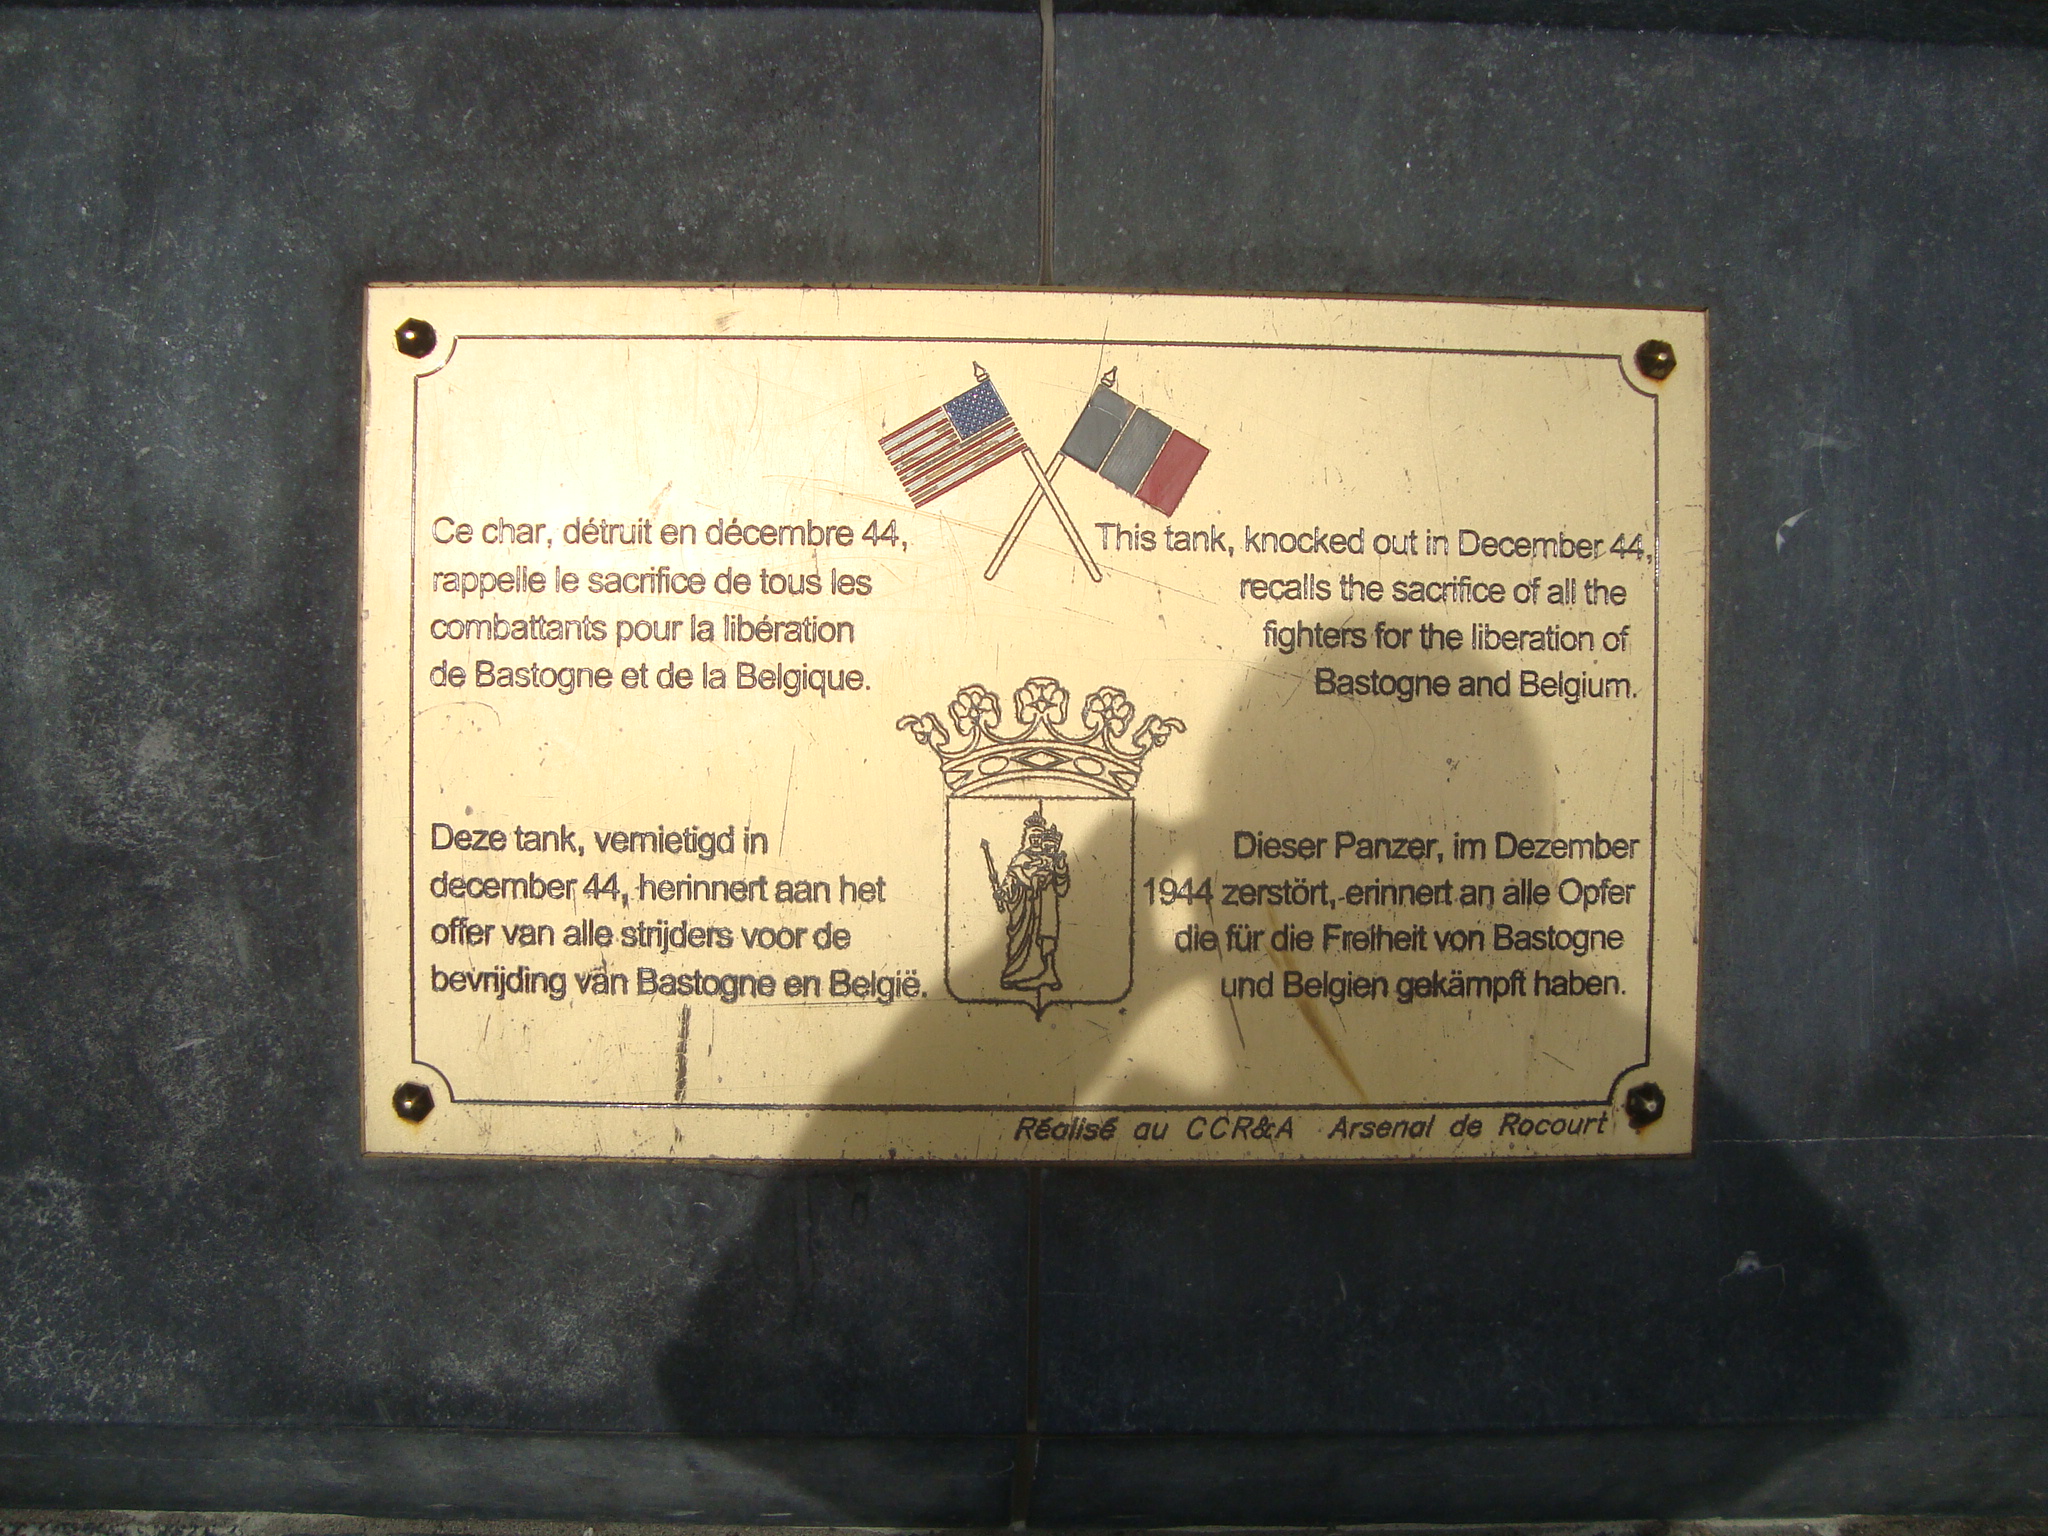 Ce char, détruit en décembre 44,
rappelle le sacrifice de tous les
combattants pour la libération
de Bastogne et de la Belgique.
This tank, knocked out in December 44,
recalls the sacrifice of all the
fighters for the liberation of
Bastogne and Belgium.
Deze tank, vernietigd in
december 44, herinnert aan het
offer van alle strijders voor de
bevrijding van Bastogne en België.
Dieser Panzer, im Dezember
1944 zerstört, erinnert an alle Opfer
die für die Freiheit von Bastogne
und Belgien gekämpft haben.
Réalisé au CCR&A Arsenal de Rocourt